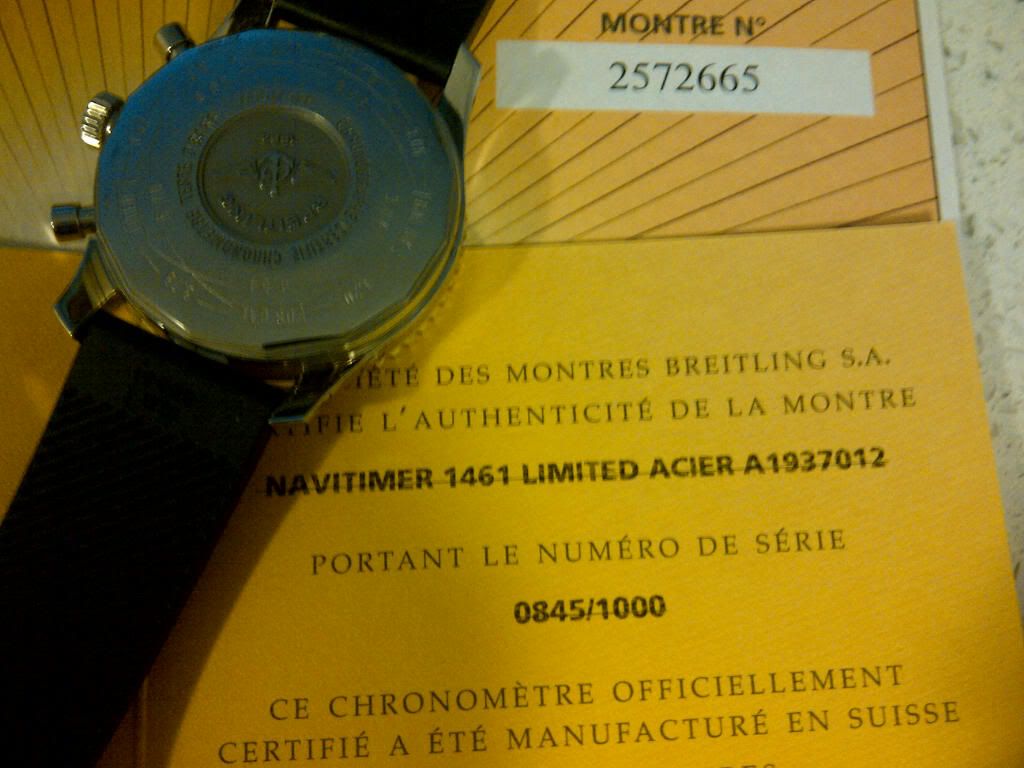 MONTRE N°
2572665
IÉTÉ DES MONTRES BREITLING S.A.
TIFIE L'AUTHENTICITÉ DE LA MONTRE
NAVITIMER 1461 LIMITED ACIER A1937012
PORTANT LE NUMÉRO DE SÉRIE
0845/1000
CE CHRONOMÈTRE OFFICIELLEMENT
CERTIFIÉ A ÉTÉ MANUFACTURÉ EN SUISSE